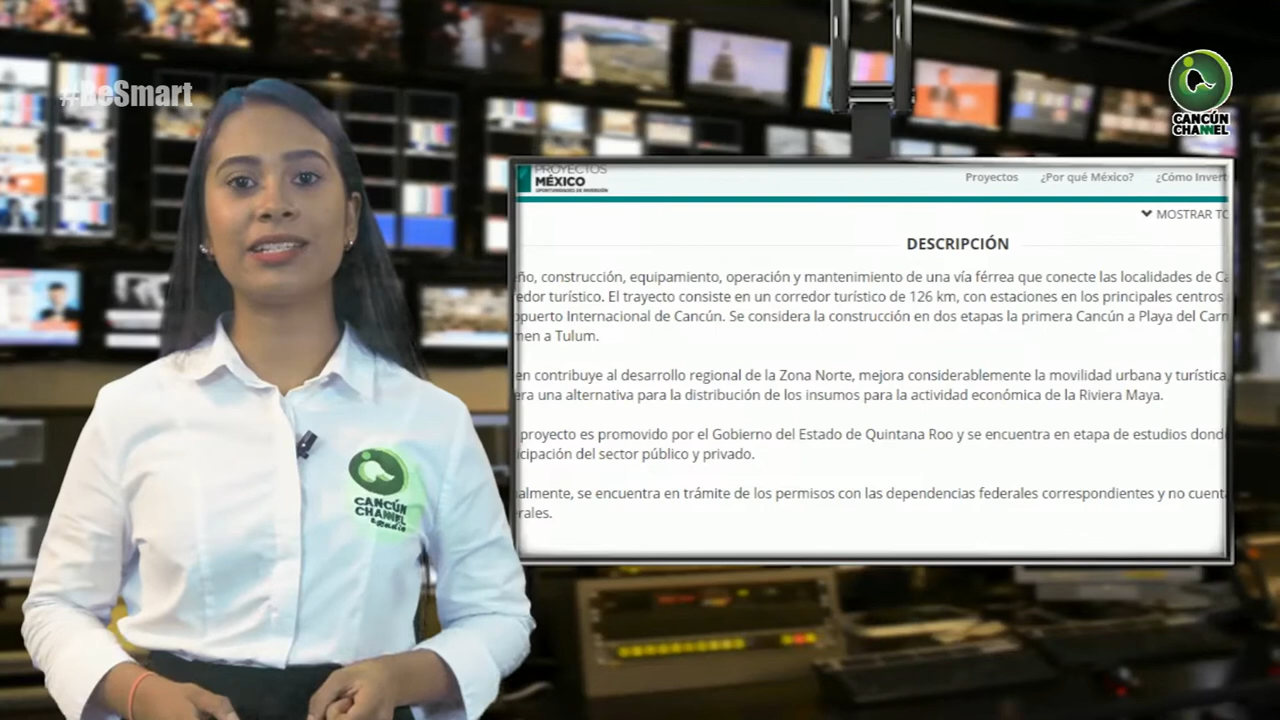 #BeSmart
CANCÚN
CHANNEL
PROYECTOS
MÉXICO
OPORTUNIDADES DE INVERSIÓN
Proyectos ¿Por qué México? ¿Cómo Invert
MOSTRAR TO
DESCRIPCIÓN
eño, construcción, equipamiento, operación y mantenimiento de una vía férrea que conecte las localidades de Ca
redor turístico. El trayecto consiste en un corredor turístico de 126 km, con estaciones en los principales centros
opuerto Internacional de Cancún. Se considera la construcción en dos etapas la primera Cancún a Playa del Carm
men a Tulum.
en contribuye al desarrollo regional de la Zona Norte, mejora considerablemente la movilidad urbana y turística
era una alternativa para la distribución de los insumos para la actividad económica de la Riviera Maya.
proyecto es promovido por el Gobierno del Estado de Quintana Roo y se encuentra en etapa de estudios dond
icipación del sector público y privado.
almente, se encuentra en trámite de los permisos con las dependencias federales correspondientes y no cuent
rales.
CANCÚN
CHANNEL
& Radio